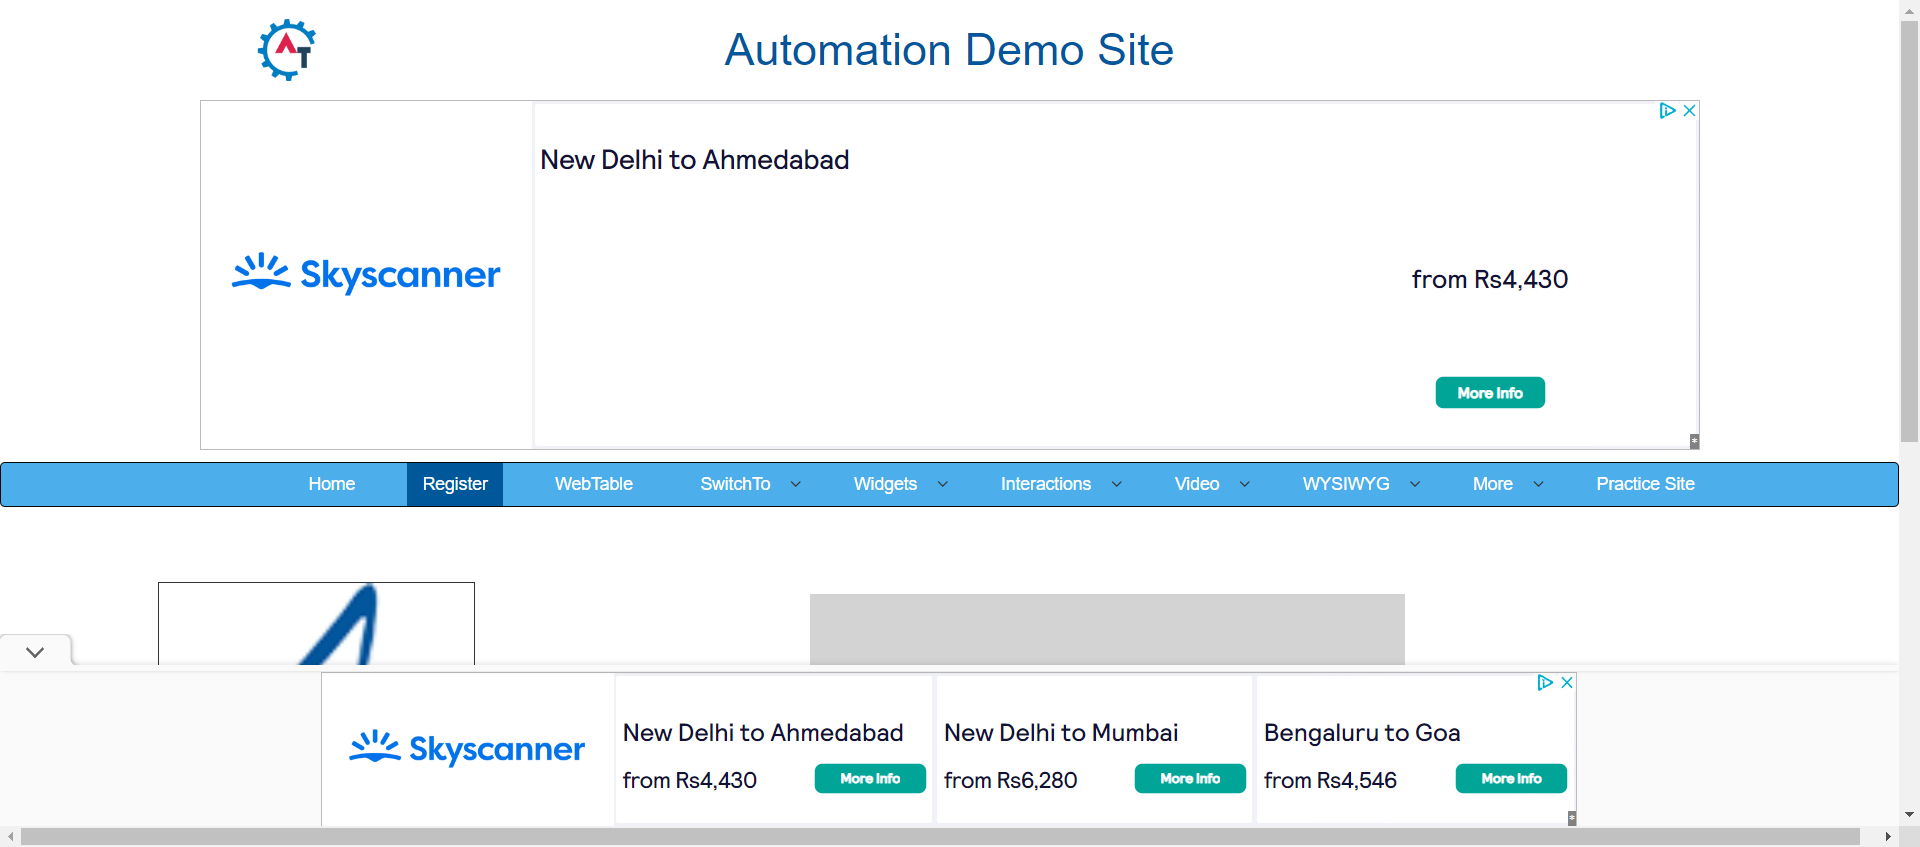 AT
Automation Demo Site
New Delhi to Ahmedabad
Skyscanner
from Rs4,430
More Info
Home Register WebTable SwitchTo Widgets Interactions Video WYSIWYG More Practice Site
Skyscanner
New Delhi to Ahmedabad
from Rs4,430
More Info
New Delhi to Mumbai
from Rs6,280
More Info
Bengaluru to Goa
from Rs4,546
More Info